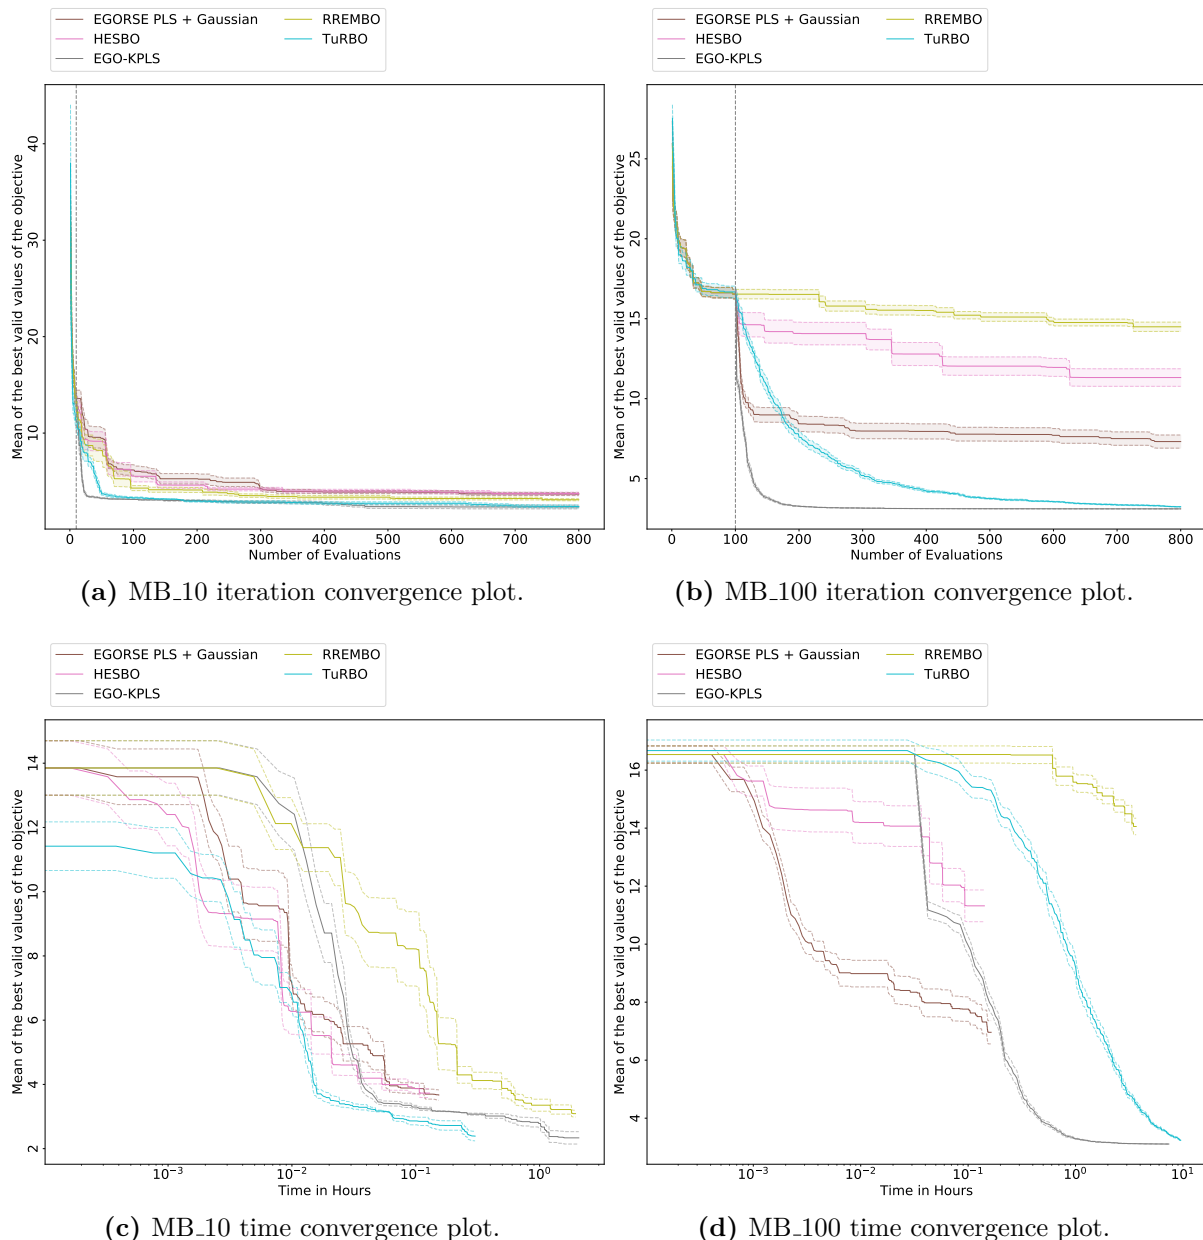 EGORSE PLS + Gaussian
HESBO
EGO-KPLS
RREMBO
TuRBO
Mean of the best valid values of the objective
40
30
20
10
0 100 200 300 400 500 600 700 800
Number of Evaluations
(a) MB_10 iteration convergence plot.
EGORSE PLS + Gaussian
HESBO
EGO-KPLS
RREMBO
TuRBO
Mean of the best valid values of the objective
25
20
15
10
5
0 100 200 300 400 500 600 700 800
Number of Evaluations
(b) MB_100 iteration convergence plot.
EGORSE PLS + Gaussian
HESBO
EGO-KPLS
RREMBO
TuRBO
Mean of the best valid values of the objective
14
12
10
8
6
4
2
10⁻³ 10⁻² 10⁻¹ 10⁰
Time in Hours
(c) MB_10 time convergence plot.
EGORSE PLS + Gaussian
HESBO
EGO-KPLS
RREMBO
TuRBO
Mean of the best valid values of the objective
16
14
12
10
8
6
4
10⁻³ 10⁻² 10⁻¹ 10⁰ 10¹
Time in Hours
(d) MB_100 time convergence plot.